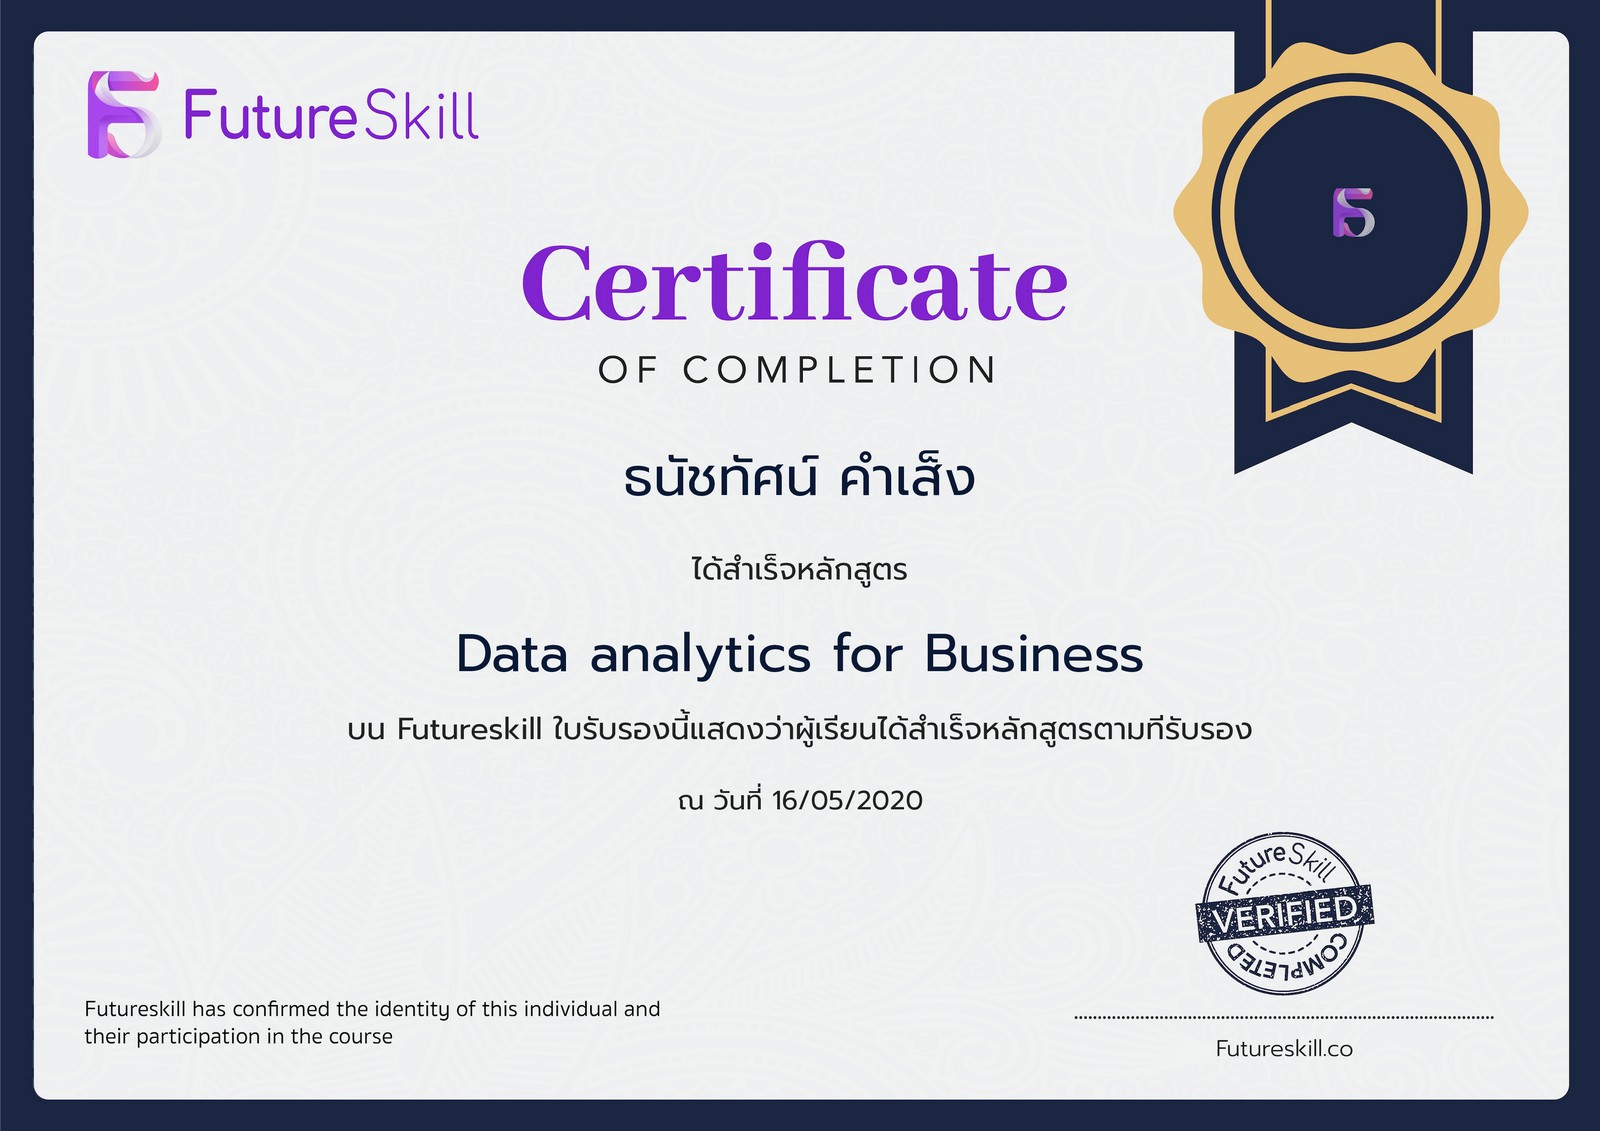 FutureSkill
Certificate
OF COMPLETION
ธนัชทัศน์ คำเส็ง
ได้สำเร็จหลักสูตร
Data analytics for Business
บน Futureskill ใบรับรองนี้แสดงว่าผู้เรียนได้สำเร็จหลักสูตรตามทีรับรอง
ณ วันที่ 16/05/2020
FutureSkill
VERIFIED
COMPLETED
Futureskill has confirmed the identity of this individual and
their participation in the course
Futureskill.co